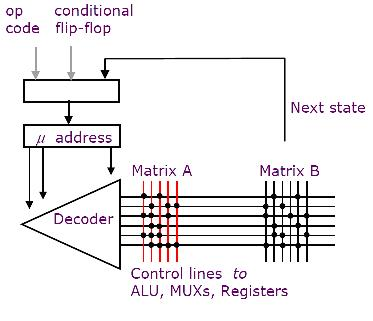 op
code
conditional
flip-flop
Next state
μ address
Matrix A
Matrix B
Decoder
Control lines to
ALU, MUXs, Registers